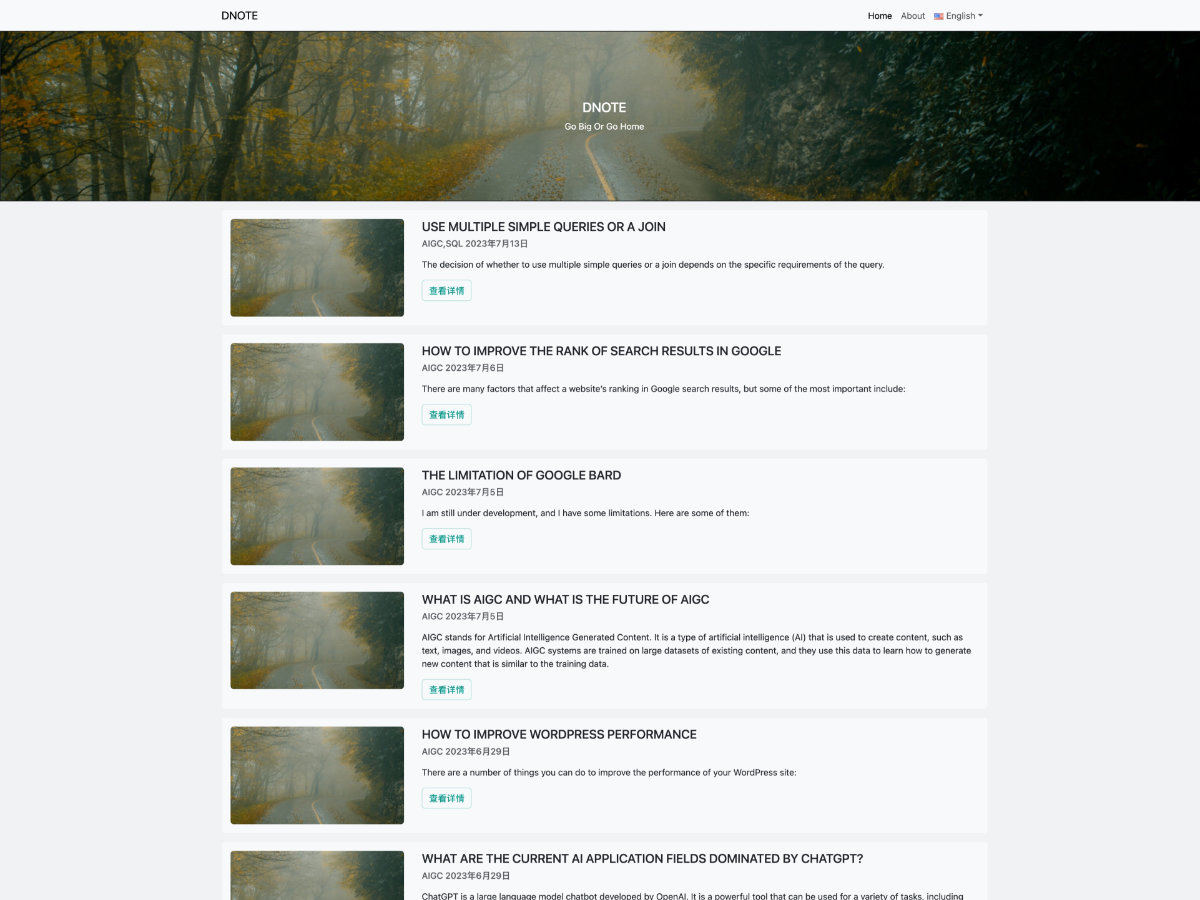 DNOTE
Home
About
English
DNOTE
Go Big Or Go Home
USE MULTIPLE SIMPLE QUERIES OR A JOIN
AIGC,SQL 2023年7月13日
The decision of whether to use multiple simple queries or a join depends on the specific requirements of the query.
查看详情
HOW TO IMPROVE THE RANK OF SEARCH RESULTS IN GOOGLE
AIGC 2023年7月6日
There are many factors that affect a website's ranking in Google search results, but some of the most important include:
查看详情
THE LIMITATION OF GOOGLE BARD
AIGC 2023年7月5日
I am still under development, and I have some limitations. Here are some of them:
查看详情
WHAT IS AIGC AND WHAT IS THE FUTURE OF AIGC
AIGC 2023年7月5日
AIGC stands for Artificial Intelligence Generated Content. It is a type of artificial intelligence (AI) that is used to create content, such as
text, images, and videos. AIGC systems are trained on large datasets of existing content, and they use this data to learn how to generate
new content that is similar to the training data.
查看详情
HOW TO IMPROVE WORDPRESS PERFORMANCE
AIGC 2023年6月29日
There are a number of things you can do to improve the performance of your WordPress site:
查看详情
WHAT ARE THE CURRENT AI APPLICATION FIELDS DOMINATED BY CHATGPT?
AIGC 2023年6月29日
ChatGPT is a large language model chatbot developed by OpenAI. It is a powerful tool that can be used for a variety of tasks, including